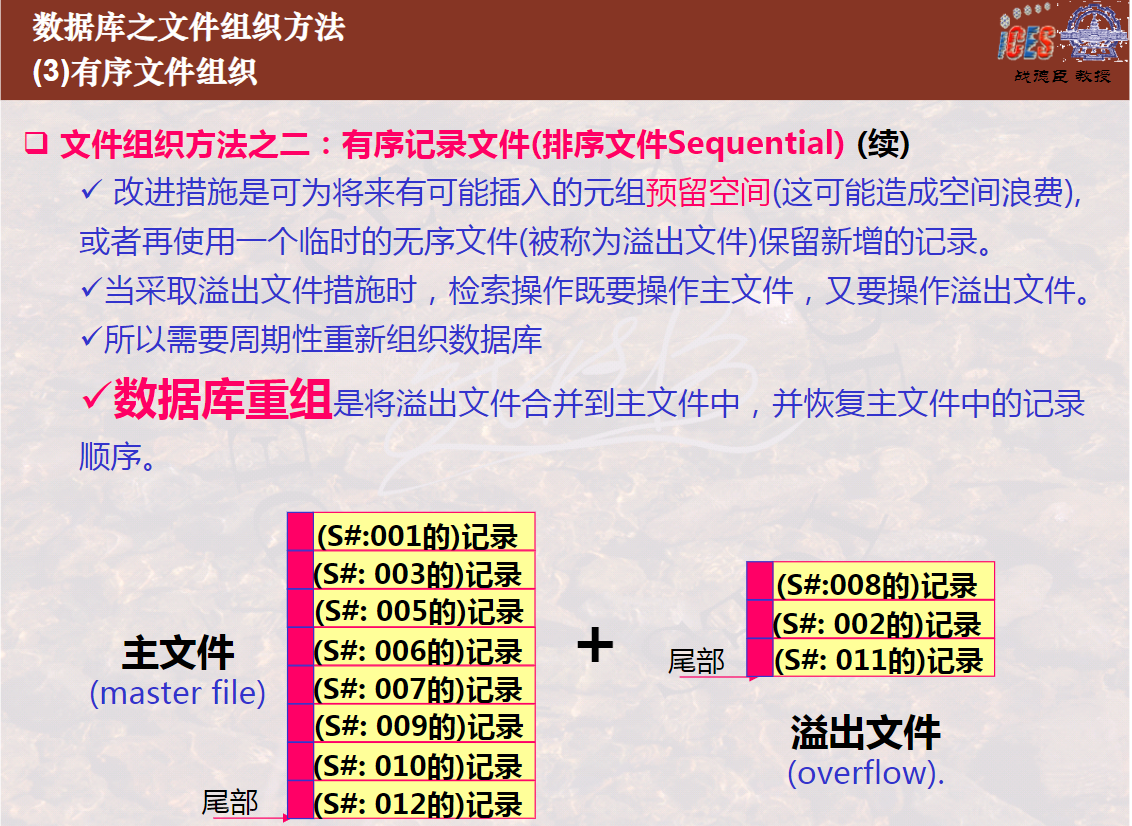 数据库之文件组织方法
(3)有序文件组织
iCES
战德臣 教授
❑ 文件组织方法之二：有序记录文件(排序文件Sequential) (续)
✓ 改进措施是可为将来有可能插入的元组预留空间(这可能造成空间浪费),
或者再使用一个临时的无序文件(被称为溢出文件)保留新增的记录。
✓当采取溢出文件措施时，检索操作既要操作主文件，又要操作溢出文件。
✓所以需要周期性重新组织数据库
✓数据库重组是将溢出文件合并到主文件中，并恢复主文件中的记录
顺序。
主文件
(master file)
(S#:001的)记录
(S#: 003的)记录
(S#: 005的)记录
(S#: 006的)记录
(S#: 007的)记录
(S#: 009的)记录
(S#: 010的)记录
(S#: 012的)记录
尾部
+
(S#:008的)记录
(S#: 002的)记录
(S#: 011的)记录
尾部
溢出文件
(overflow).